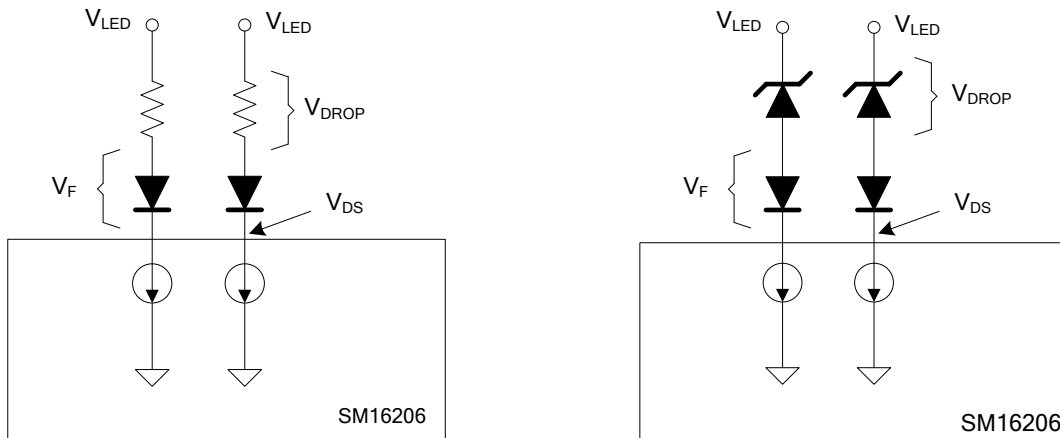 VLED VLED
VDROP
VF
VDS
SM16206
VLED VLED
VDROP
VF
VDS
SM16206